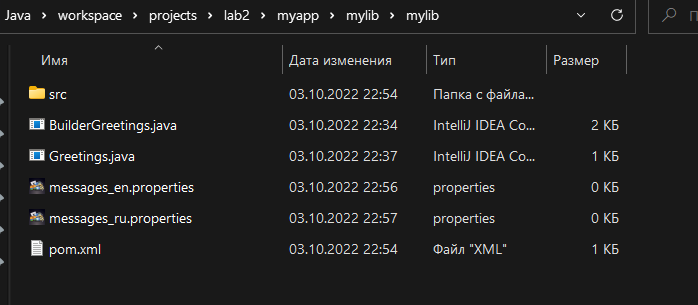 Java workspace projects lab2 myapp mylib mylib П
Имя Дата изменения Тип Размер
src 03.10.2022 22:54 Папка с файла...
BuilderGreetings.java 03.10.2022 22:34 IntelliJ IDEA Co... 2 КБ
Greetings.java 03.10.2022 22:37 IntelliJ IDEA Co... 1 КБ
messages_en.properties 03.10.2022 22:56 properties 0 КБ
messages_ru.properties 03.10.2022 22:57 properties 0 КБ
pom.xml 03.10.2022 22:54 Файл "XML" 1 КБ